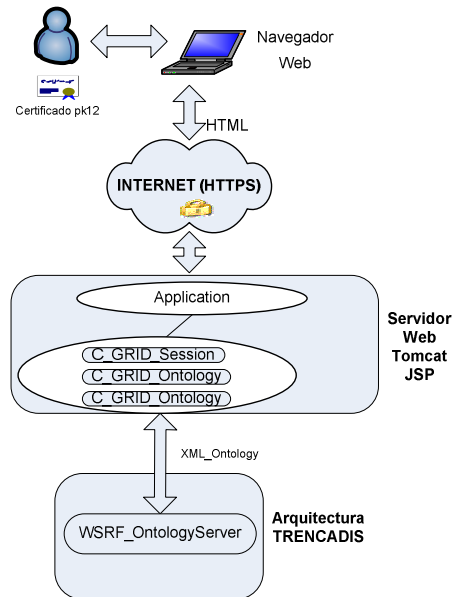 Navegador
Web
Certificado pk12
HTML
INTERNET (HTTPS)
Application
C_GRID_Session
C_GRID_Ontology
C_GRID_Ontology
Servidor
Web
Tomcat
JSP
XML_Ontology
WSRF_OntologyServer
Arquitectura
TRENCADIS